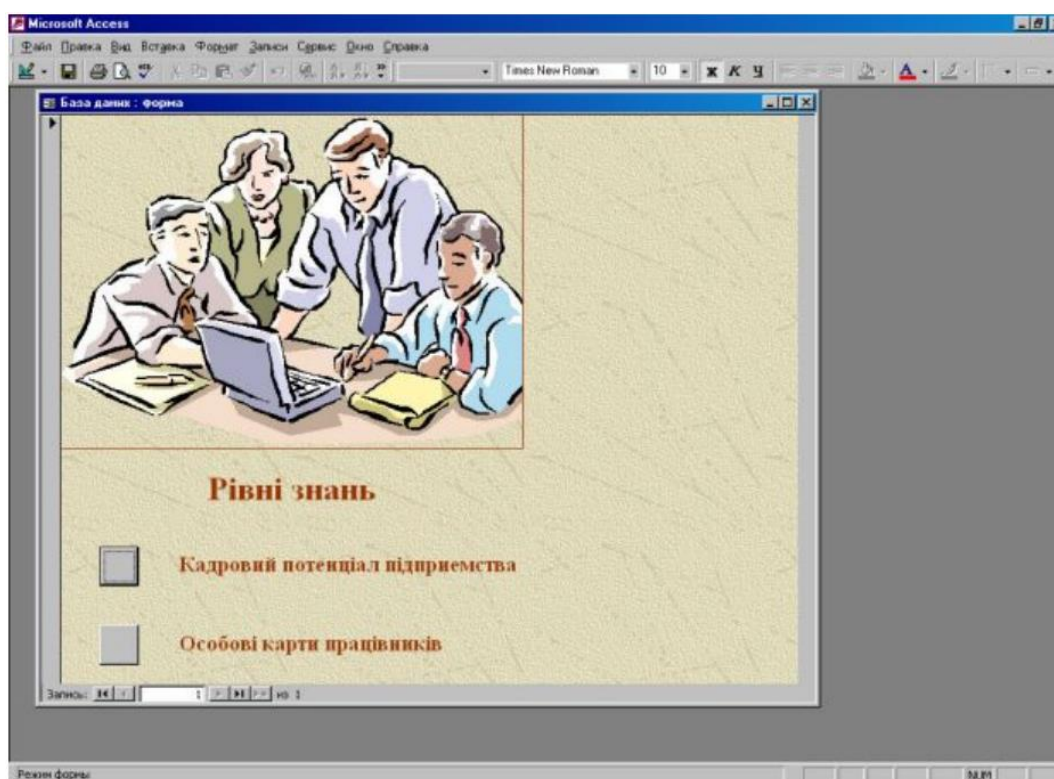 Microsoft Access
Файл Правка Вид Вставка Формат Записи Сервис Окно Справка
Times New Roman 10 Ж К Ч
База даних : форма
Рівні знань
Кадровий потенціал підприемства
Особові карти працівників
Запись: 1 из 1
Режим формы NUM